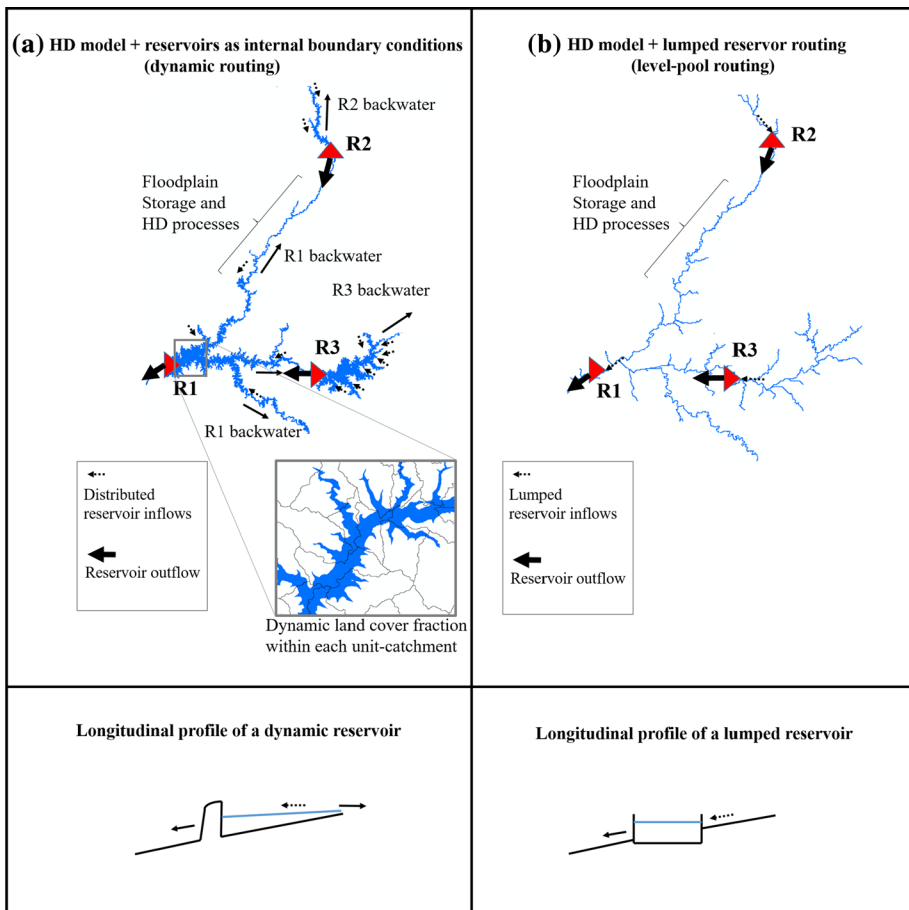 (a) HD model + reservoirs as internal boundary conditions
(dynamic routing)
R2 backwater
R2
Floodplain
Storage and
HD processes
R1 backwater
R3 backwater
R3
R1
R1 backwater
Distributed
reservoir inflows
Reservoir outflow
Dynamic land cover fraction
within each unit-catchment
(b) HD model + lumped reservor routing
(level-pool routing)
R2
Floodplain
Storage and
HD processes
R3
R1
Lumped
reservoir inflows
Reservoir outflow
Longitudinal profile of a dynamic reservoir
Longitudinal profile of a lumped reservoir